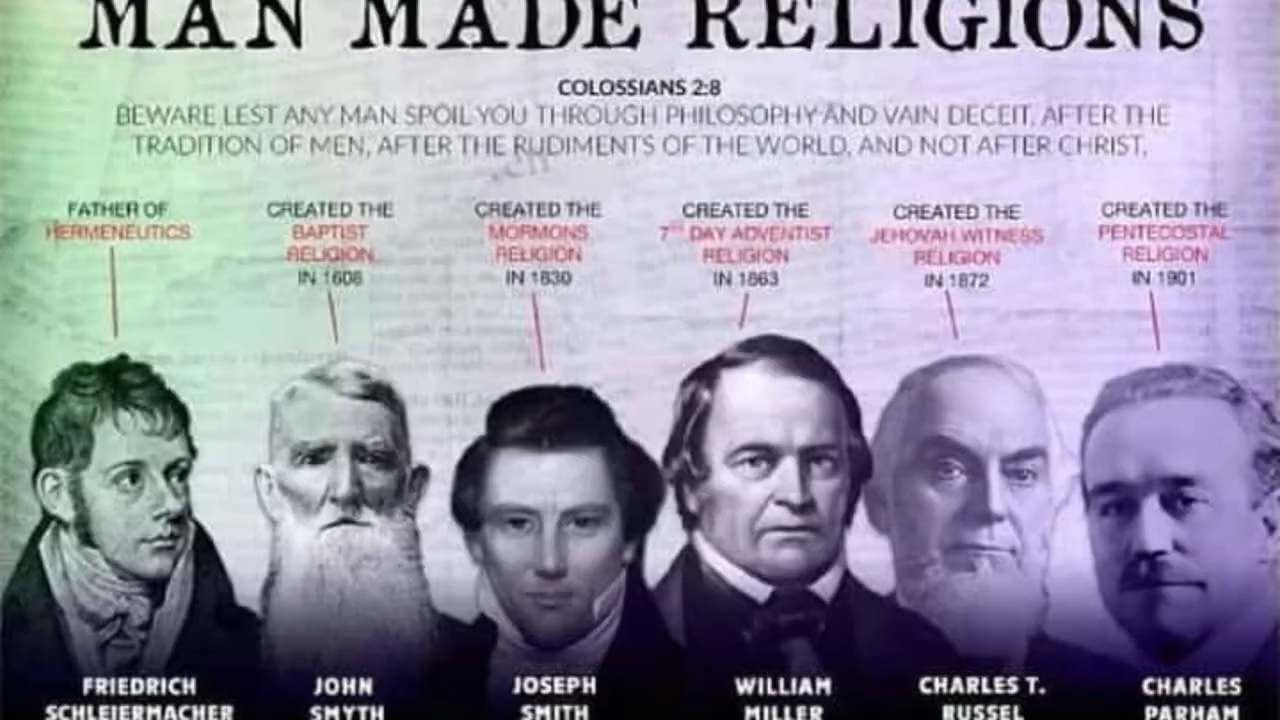 MAN MADE RELIGIONS
COLOSSIANS 2:8
BEWARE LEST ANY MAN SPOIL YOU THROUGH PHILOSOPHY AND VAIN DECEIT, AFTER THE
TRADITION OF MEN, AFTER THE RUDIMENTS OF THE WORLD, AND NOT AFTER CHRIST.
FATHER OF
HERMENEUTICS
CREATED THE
BAPTIST
RELIGION
IN 1608
CREATED THE
MORMONS
RELIGION
IN 1830
CREATED THE
7TH DAY ADVENTIST
RELIGION
IN 1863
CREATED THE
JEHOVAH WITNESS
RELIGION
IN 1872
CREATED THE
PENTECOSTAL
RELIGION
IN 1901
FRIEDRICH
SCHLEIERMACHER
JOHN
SMYTH
JOSEPH
SMITH
WILLIAM
MILLER
CHARLES T.
RUSSEL
CHARLES
PARHAM